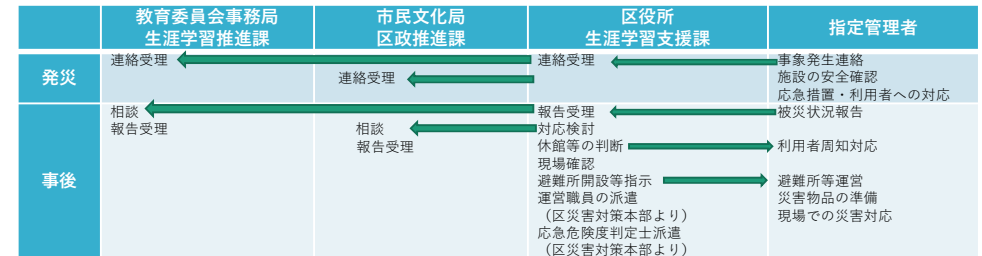 教育委員会事務局
生涯学習推進課
市民文化局
区政推進課
区役所
生涯学習支援課
指定管理者
発災
連絡受理
連絡受理
連絡受理
事象発生連絡
施設の安全確認
応急措置・利用者への対応
事後
相談
報告受理
相談
報告受理
報告受理
対応検討
休館等の判断
現場確認
避難所開設等指示
運営職員の派遣
（区災害対策本部より）
応急危険度判定士派遣
（区災害対策本部より）
被災状況報告
利用者周知対応
避難所等運営
災害物品の準備
現場での災害対応